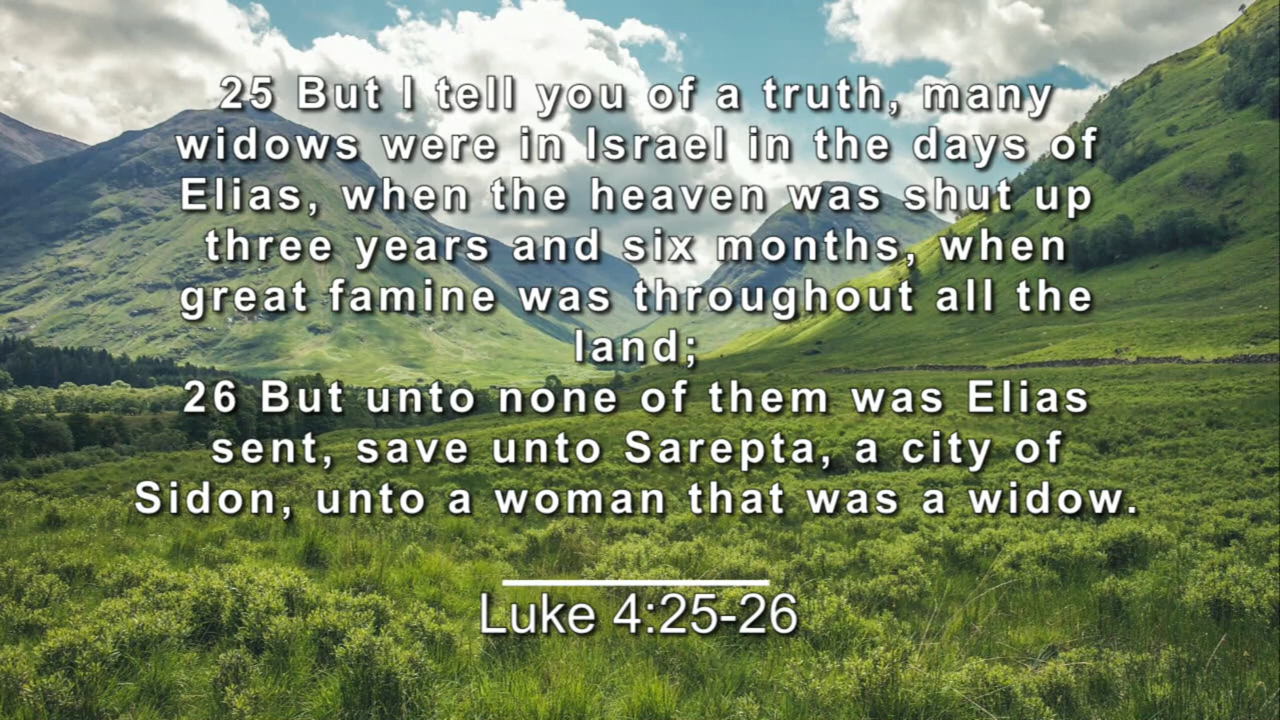 25 But I tell you of a truth, many
widows were in Israel in the days of
Elias, when the heaven was shut up
three years and six months, when
great famine was throughout all the
land;
26 But unto none of them was Elias
sent, save unto Sarepta, a city of
Sidon, unto a woman that was a widow.
Luke 4:25-26